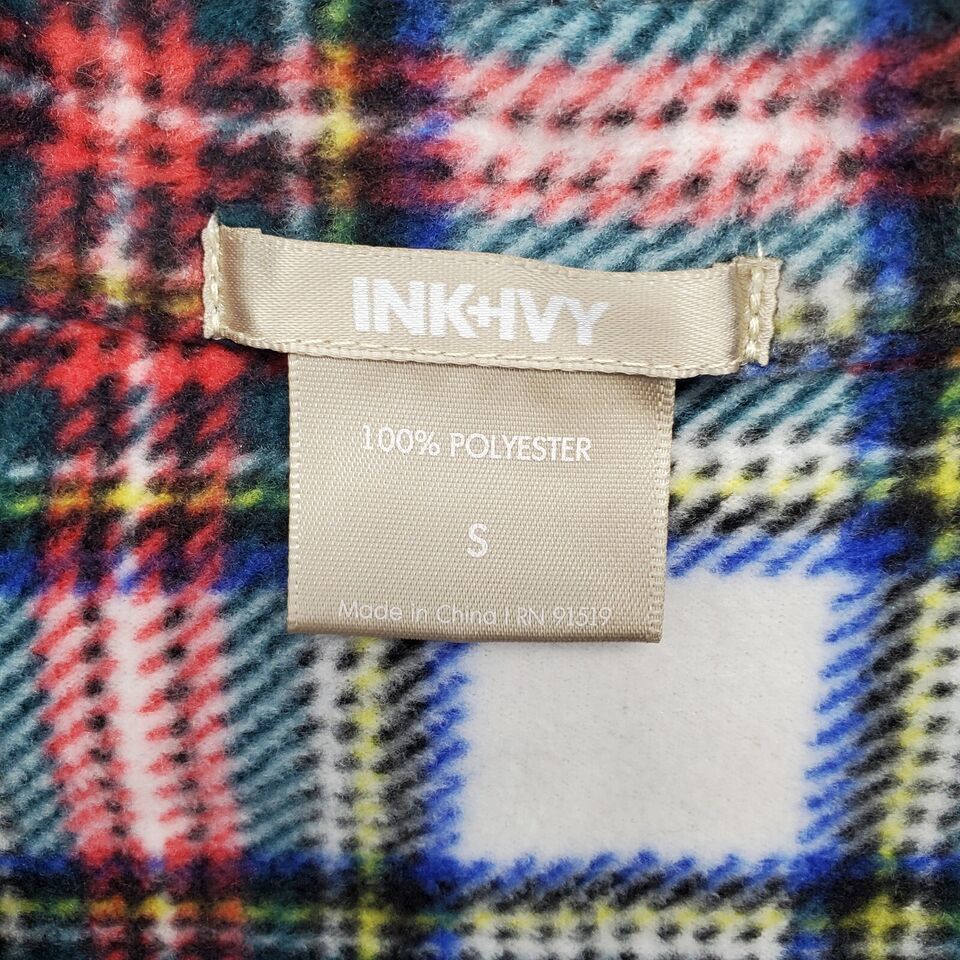 INK+IVY
100% POLYESTER
S
Made in China | RN 91519